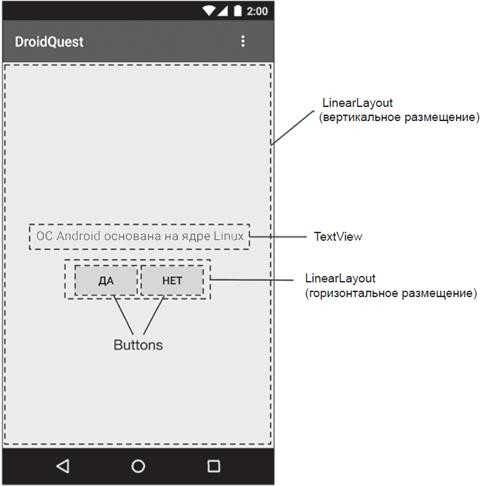 2:00
DroidQuest
LinearLayout
(вертикальное размещение)
ОС Android основана на ядре Linux
TextView
ДА
НЕТ
LinearLayout
(горизонтальное размещение)
Buttons